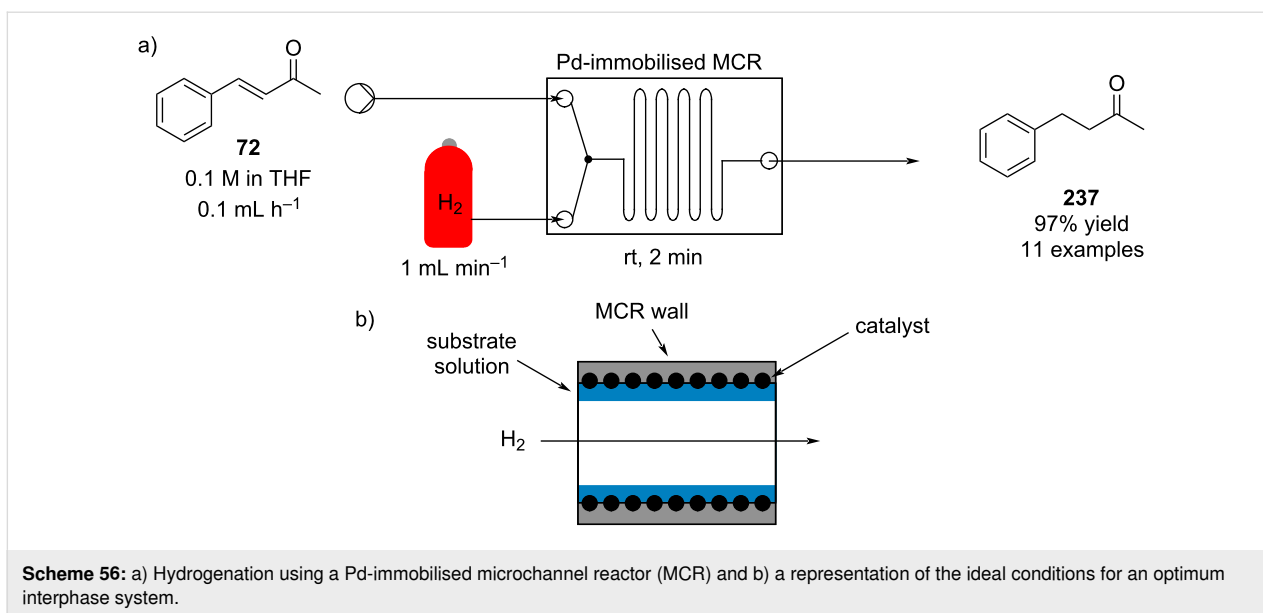 a)
O
72
0.1 M in THF
0.1 mL h⁻¹
H₂
1 mL min⁻¹
Pd-immobilised MCR
rt, 2 min
O
237
97% yield
11 examples
b)
MCR wall
substrate
solution
catalyst
H₂
Scheme 56: a) Hydrogenation using a Pd-immobilised microchannel reactor (MCR) and b) a representation of the ideal conditions for an optimum
interphase system.